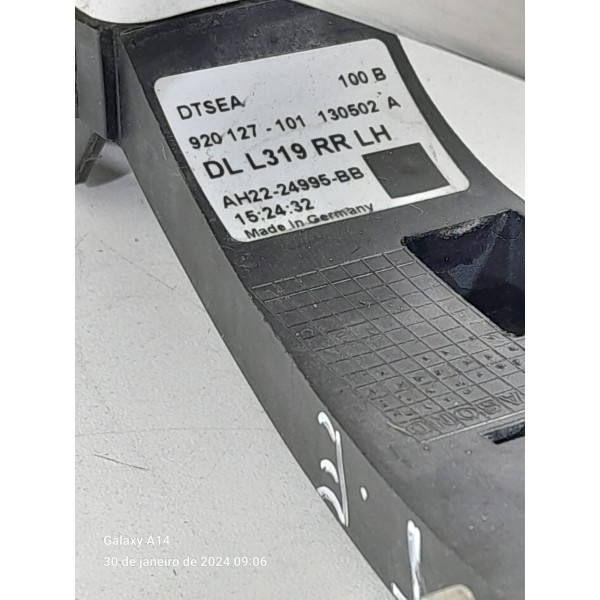 DTSEA 100 B
920 127 - 101 130502 A
DL L319 RR LH
AH22-24995-BB
15:24:32
Made in Germany
Galaxy A14
30 de janeiro de 2024 09:06